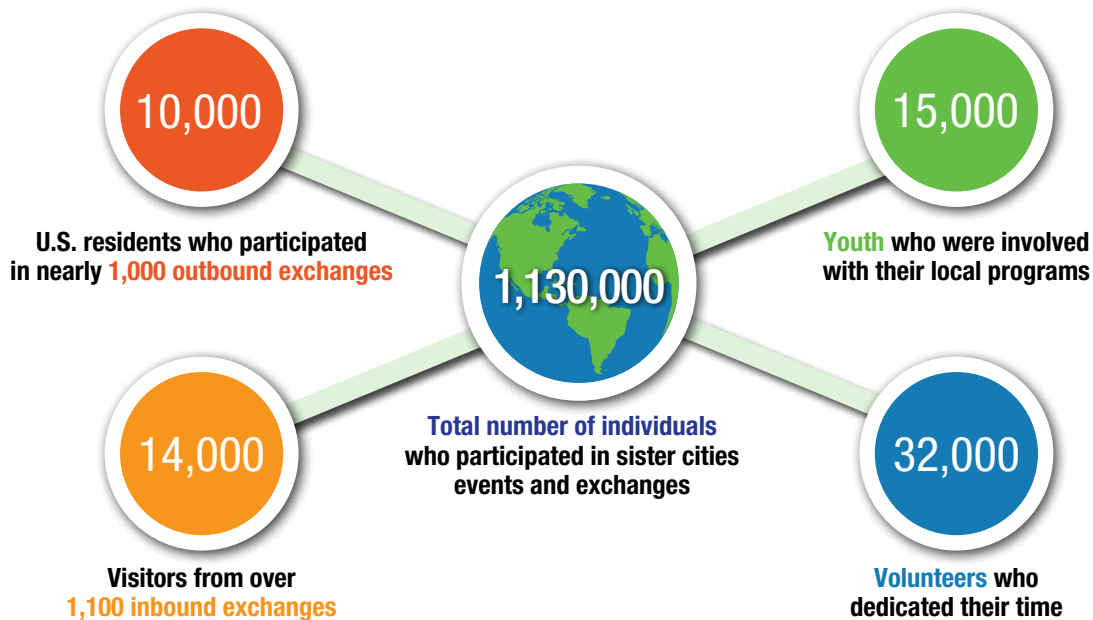 10,000
U.S. residents who participated
in nearly 1,000 outbound exchanges
15,000
Youth who were involved
with their local programs
1,130,000
Total number of individuals
who participated in sister cities
events and exchanges
14,000
Visitors from over
1,100 inbound exchanges
32,000
Volunteers who
dedicated their time